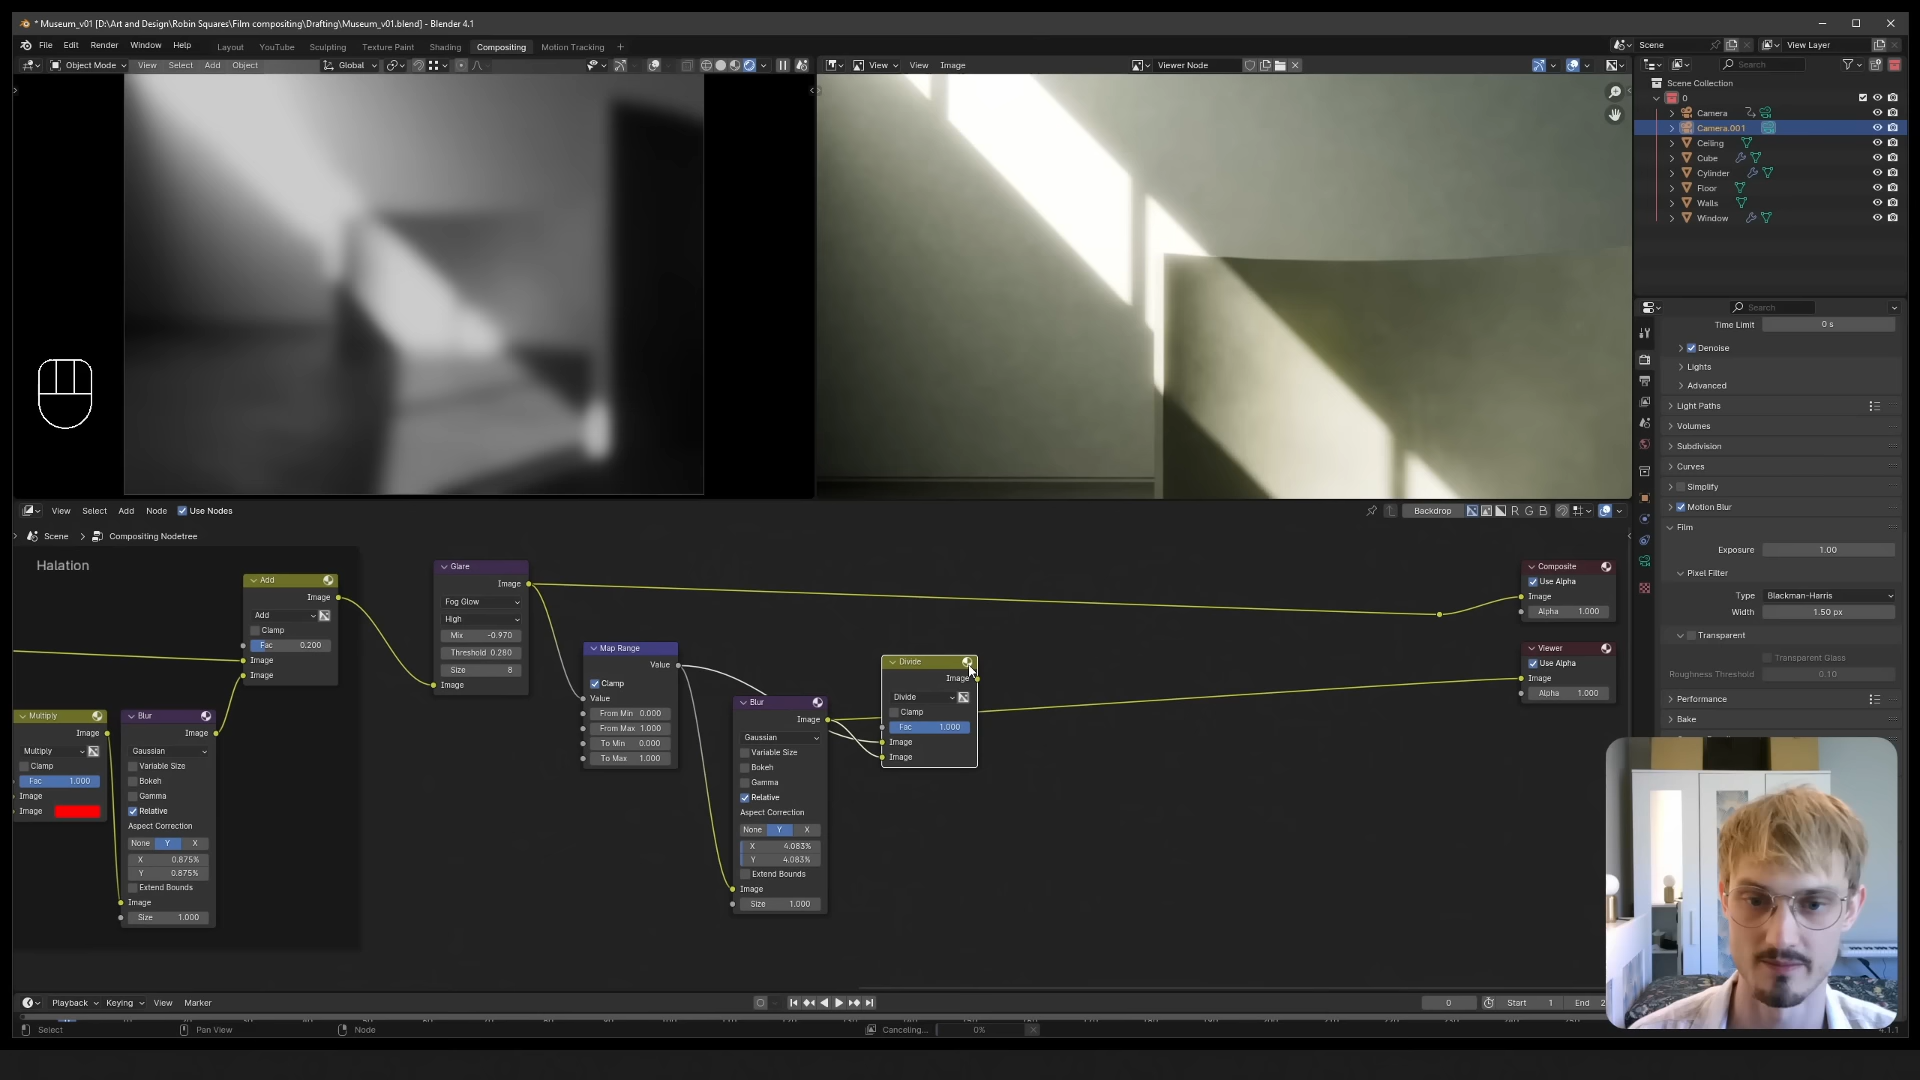 * Museum_v01 [D:\Art and Design\Robin Squares\Film compositing\Drafting\Museum_v01.blend] - Blender 4.1
File Edit Render Window Help Layout YouTube Sculpting Texture Paint Shading Compositing Motion Tracking + Scene View Layer
Object Mode View Select Add Object Global View View Image Viewer Node Search
Scene Collection
0
Camera
Camera.001
Ceiling
Cube
Cylinder
Floor
Walls
Window
Search
Time Limit 0 s
Denoise
Lights
Advanced
Light Paths
Volumes
Subdivision
Curves
Simplify
Motion Blur
Film
Exposure 1.00
Pixel Filter
Type Blackman-Harris
Width 1.50 px
Transparent
Transparent Glass
Roughness Threshold 0.10
Performance
Bake
View Select Add Node Use Nodes Backdrop R G B
Scene Compositing Nodetree
Halation
Add
Image
Add
Clamp
Fac 0.200
Image
Image
Multiply
Image
Multiply
Clamp
Fac 1.000
Image
Image
Blur
Image
Gaussian
Variable Size
Bokeh
Gamma
Relative
Aspect Correction
None Y X
X 0.875%
Y 0.875%
Extend Bounds
Image
Size 1.000
Glare
Image
Fog Glow
High
Mix -0.970
Threshold 0.280
Size 8
Image
Map Range
Value
Clamp
Value
From Min 0.000
From Max 1.000
To Min 0.000
To Max 1.000
Blur
Image
Gaussian
Variable Size
Bokeh
Gamma
Relative
Aspect Correction
None Y X
X 4.083%
Y 4.083%
Extend Bounds
Image
Size 1.000
Divide
Image
Divide
Clamp
Fac 1.000
Image
Image
Composite
Use Alpha
Image
Alpha 1.000
Viewer
Use Alpha
Image
Alpha 1.000
Playback Keying View Marker 0 Start 1 End 2
Select Pan View Node Canceling... 0% 4.1.1